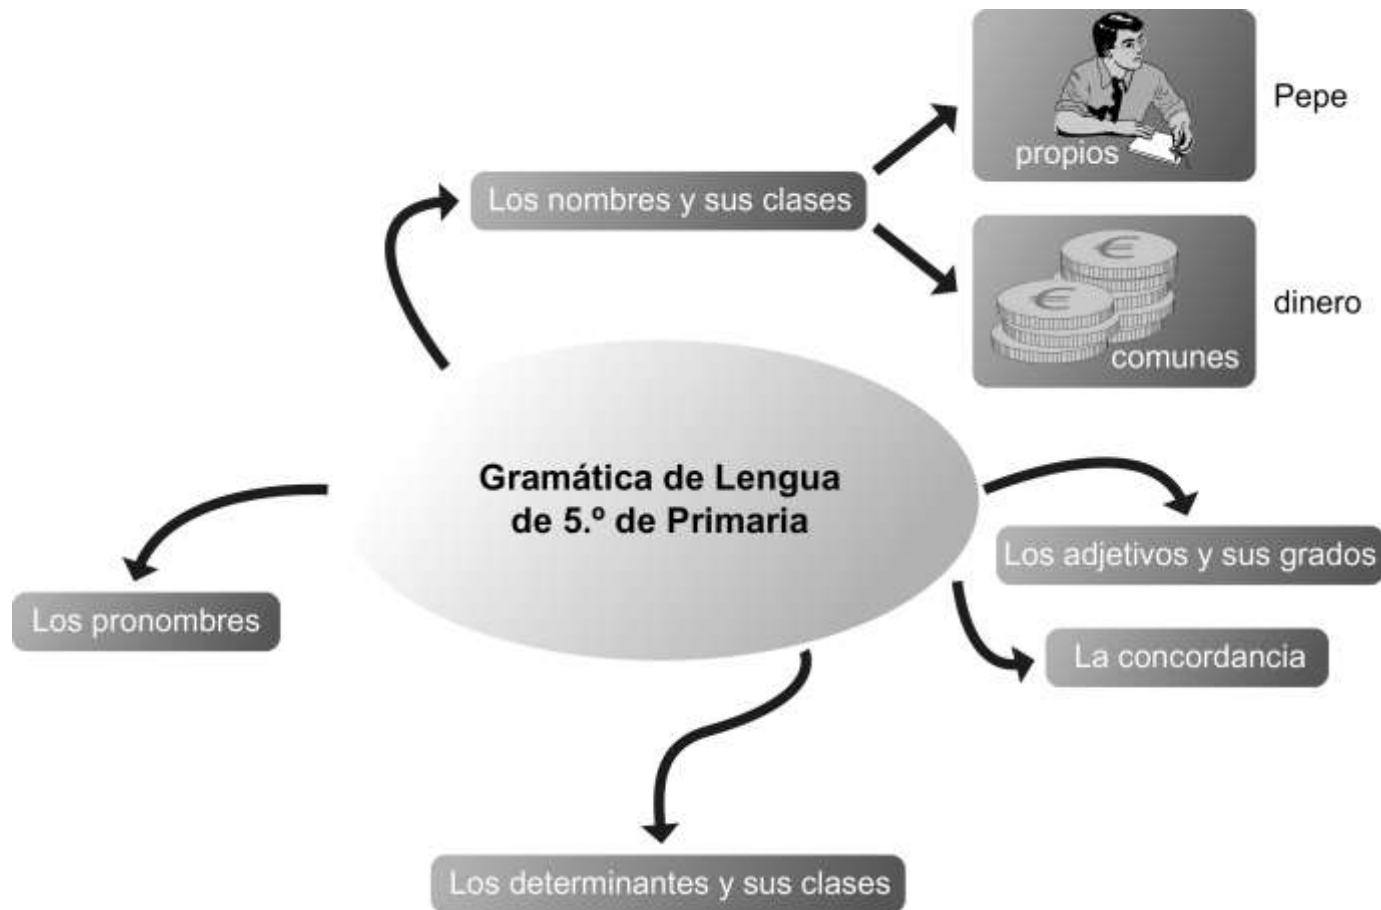 propios
Pepe
Los nombres y sus clases
comunes
dinero
Gramática de Lengua
de 5.º de Primaria
Los adjetivos y sus grados
Los pronombres
La concordancia
Los determinantes y sus clases